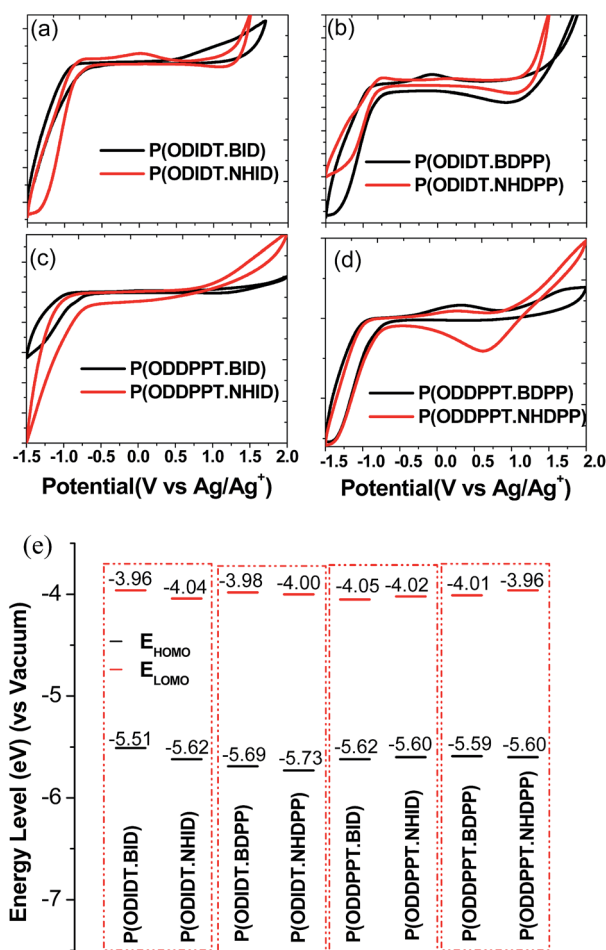 (a)
P(ODIDT.BID)
P(ODIDT.NHID)
(b)
P(ODIDT.BDPP)
P(ODIDT.NHDPP)
(c)
P(ODDPPT.BID)
P(ODDPPT.NHID)
-1.5 -1.0 -0.5 0.0 0.5 1.0 1.5 2.0
Potential(V vs Ag/Ag+)
(d)
P(ODDPPT.BDPP)
P(ODDPPT.NHDPP)
-1.5 -1.0 -0.5 0.0 0.5 1.0 1.5 2.0
Potential(V vs Ag/Ag+)
(e)
Energy Level (eV) (vs Vacuum)
-4
-5
-6
-7
-3.96 -4.04 -3.98 -4.00 -4.05 -4.02 -4.01 -3.96
EHOMO
ELOMO
-5.51 -5.62 -5.69 -5.73 -5.62 -5.60 -5.59 -5.60
P(ODIDT.BID)
P(ODIDT.NHID)
P(ODIDT.BDPP)
P(ODIDT.NHDPP)
P(ODDPPT.BID)
P(ODDPPT.NHID)
P(ODDPPT.BDPP)
P(ODDPPT.NHDPP)